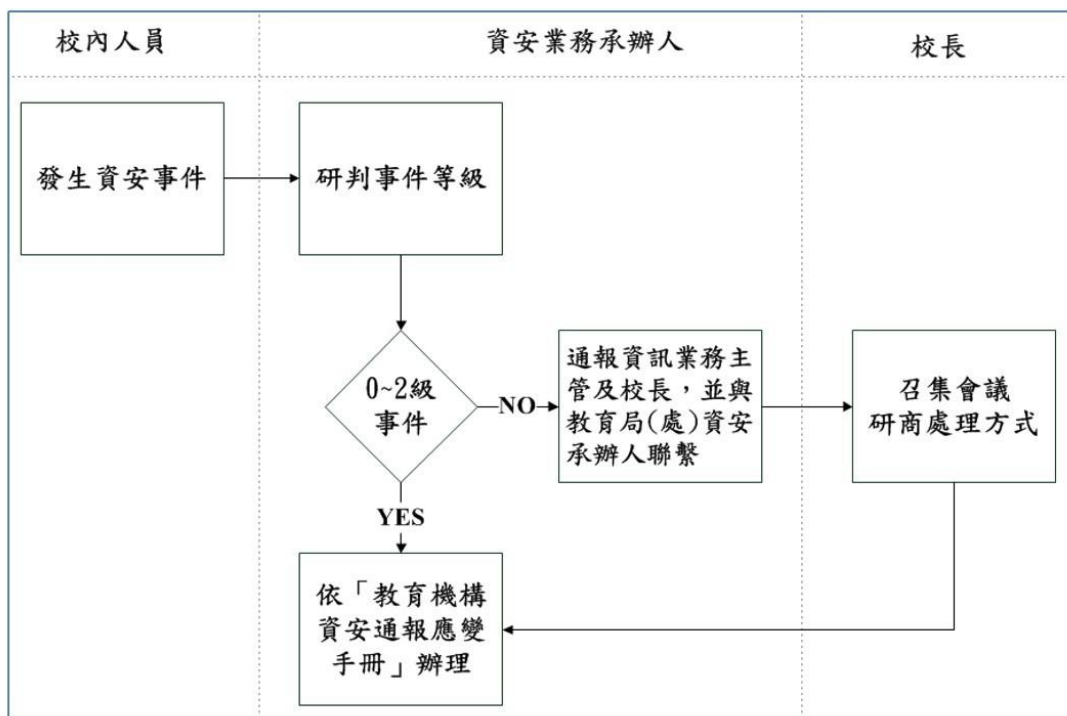 校內人員
資安業務承辦人
校長
發生資安事件
研判事件等級
0~2級
事件
NO
通報資訊業務主
管及校長，並與
教育局(處)資安
承辦人聯繫
召集會議
研商處理方式
YES
依「教育機構
資安通報應變
手冊」辦理